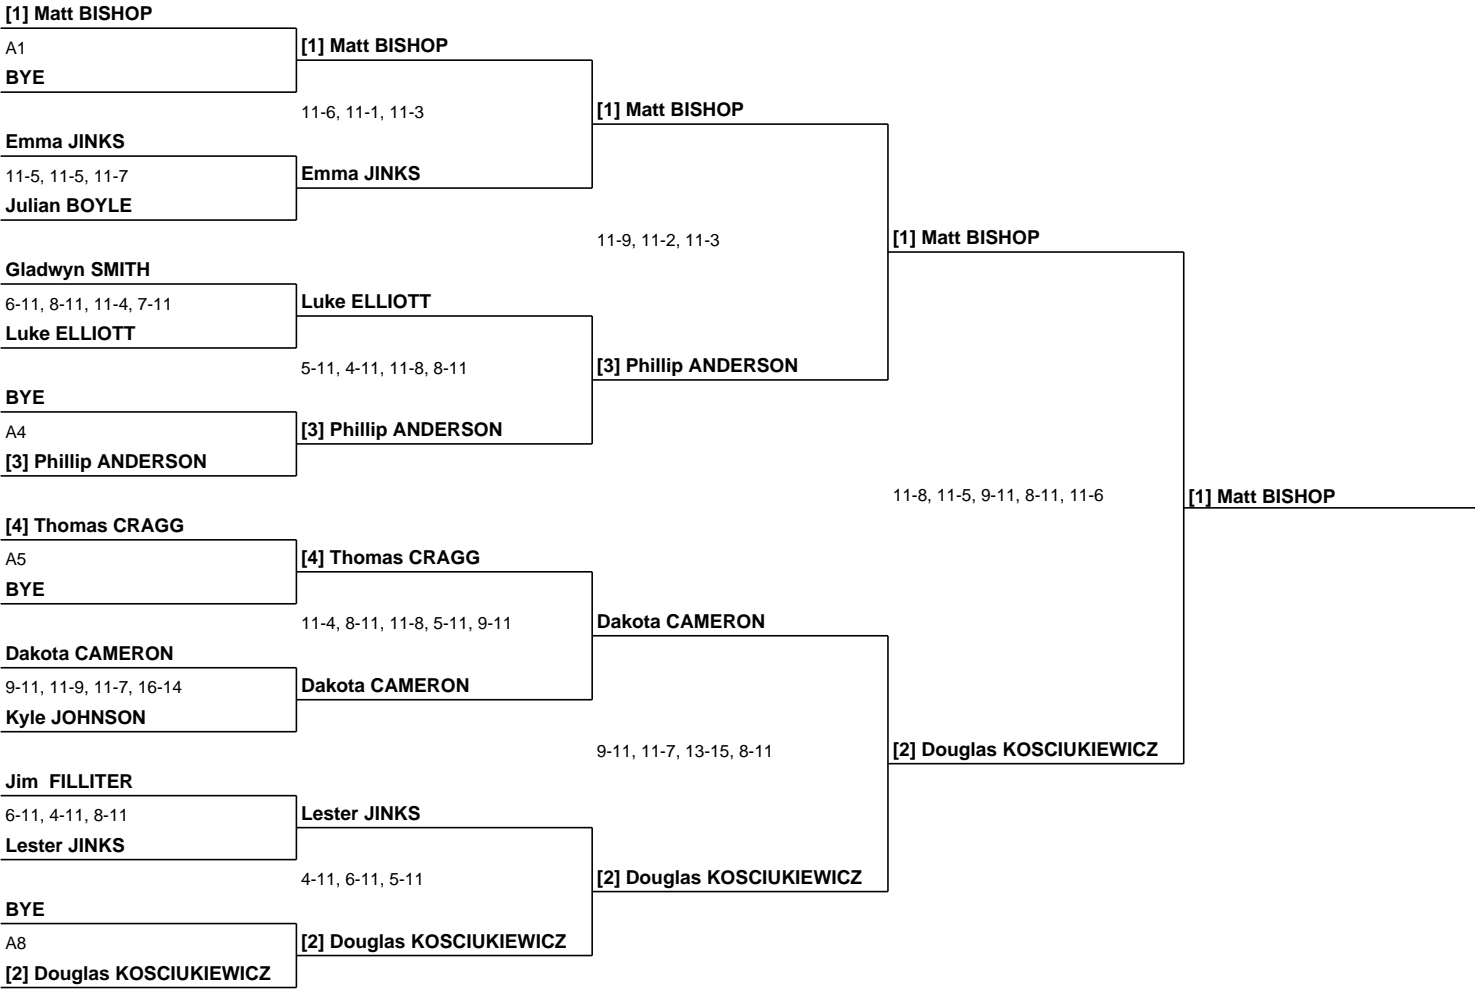 [1] Matt BISHOP
A1
BYE
Emma JINKS
11-5, 11-5, 11-7
Julian BOYLE
Gladwyn SMITH
6-11, 8-11, 11-4, 7-11
Luke ELLIOTT
BYE
A4
[3] Phillip ANDERSON
[4] Thomas CRAGG
A5
BYE
Dakota CAMERON
9-11, 11-9, 11-7, 16-14
Kyle JOHNSON
Jim  FILLITER
6-11, 4-11, 8-11
Lester JINKS
BYE
A8
[2] Douglas KOSCIUKIEWICZ
[1] Matt BISHOP
11-6, 11-1, 11-3
Emma JINKS
Luke ELLIOTT
5-11, 4-11, 11-8, 8-11
[3] Phillip ANDERSON
[4] Thomas CRAGG
11-4, 8-11, 11-8, 5-11, 9-11
Dakota CAMERON
Lester JINKS
4-11, 6-11, 5-11
[2] Douglas KOSCIUKIEWICZ
[1] Matt BISHOP
11-9, 11-2, 11-3
[3] Phillip ANDERSON
Dakota CAMERON
9-11, 11-7, 13-15, 8-11
[2] Douglas KOSCIUKIEWICZ
[1] Matt BISHOP
11-8, 11-5, 9-11, 8-11, 11-6
[2] Douglas KOSCIUKIEWICZ
[1] Matt BISHOP